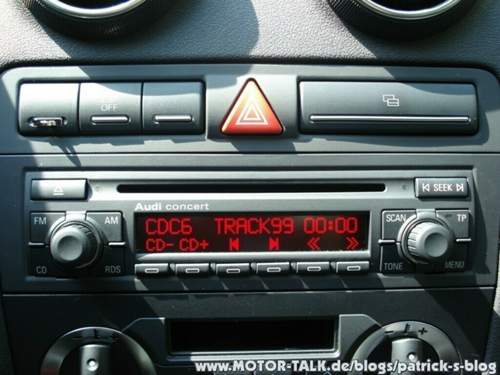 OFF
SEEK
Audi concert
FM AM
SCAN TP
CDC6 TRACK99 00:00
CD- CD+
CD RDS
TONE MENU
www.MOTOR-TALK.de/blogs/patrick-s-blog